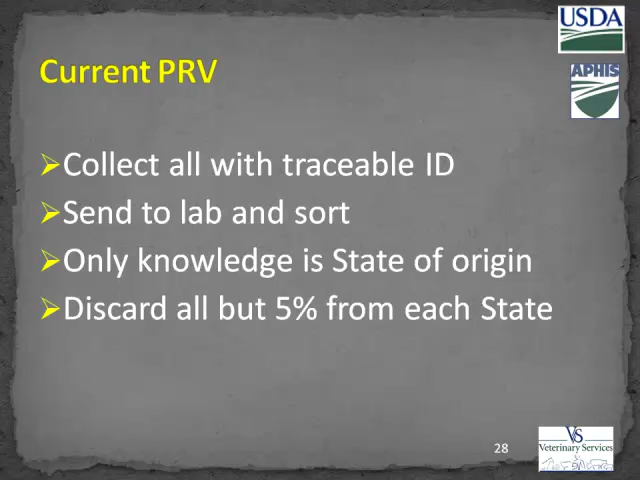 USDA
APHIS
Current PRV
Collect all with traceable ID
Send to lab and sort
Only knowledge is State of origin
Discard all but 5% from each State
28
VS
Veterinary Services